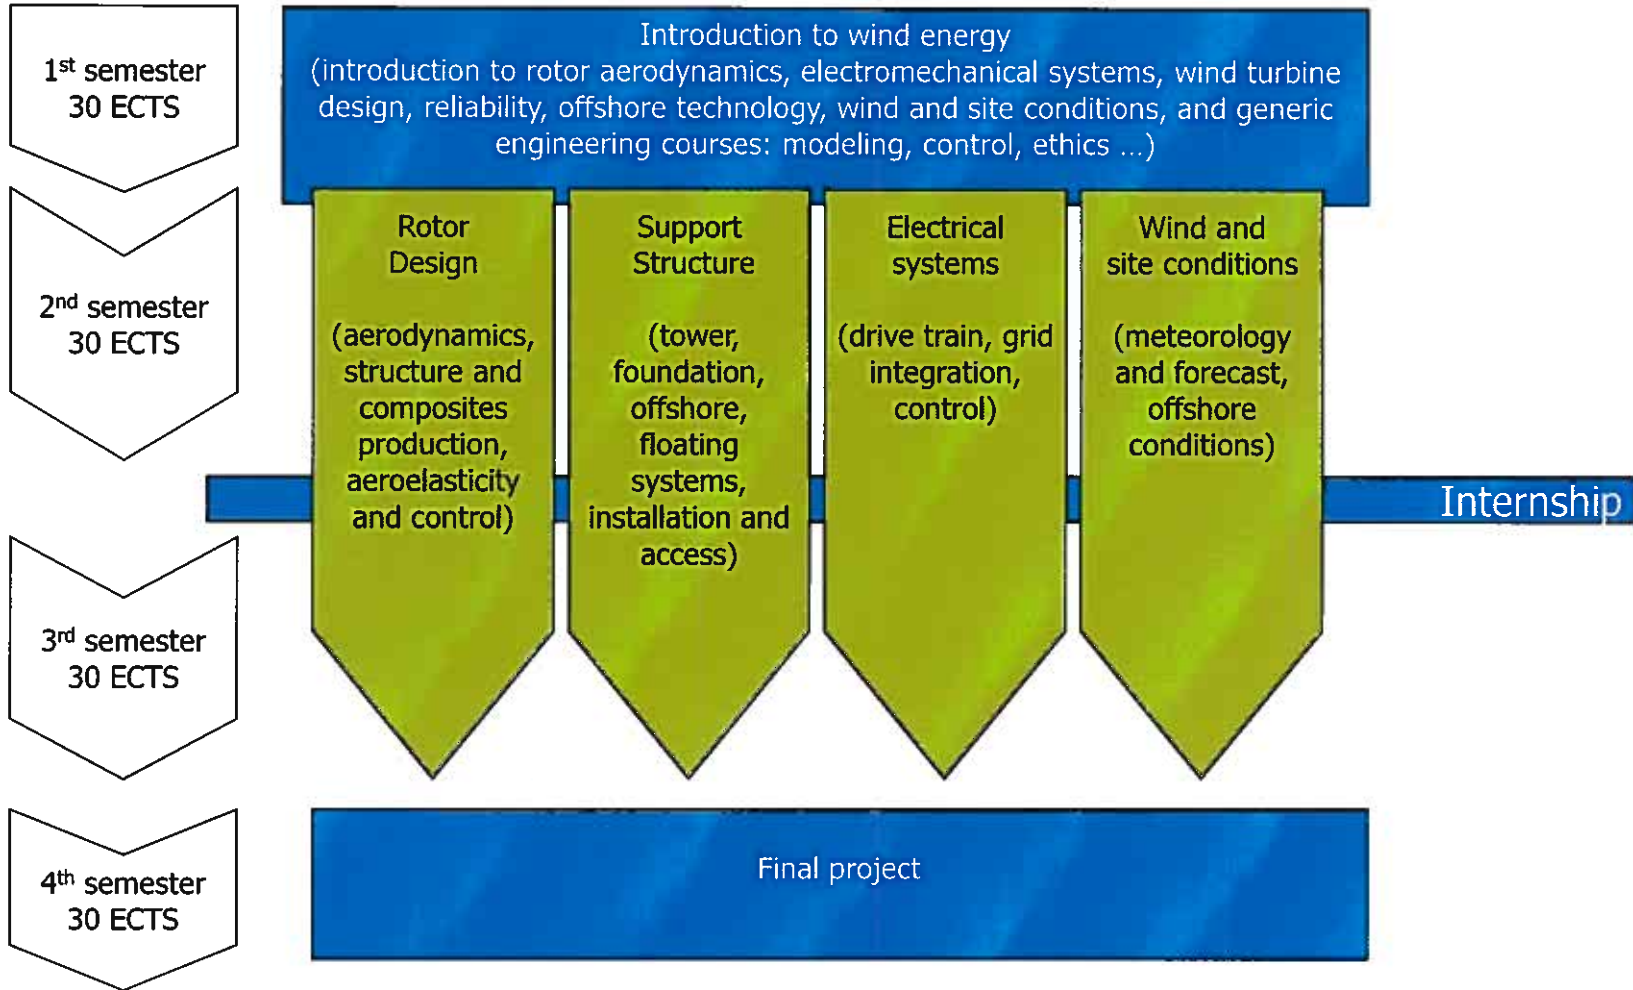 1st semester
30 ECTS
Introduction to wind energy
(introduction to rotor aerodynamics, electromechanical systems, wind turbine
design, reliability, offshore technology, wind and site conditions, and generic
engineering courses: modeling, control, ethics ...)
2nd semester
30 ECTS
Rotor
Design
(aerodynamics,
structure and
composites
production,
aeroelasticity
and control)
Support
Structure
(tower,
foundation,
offshore,
floating
systems,
installation and
access)
Electrical
systems
(drive train, grid
integration,
control)
Wind and
site conditions
(meteorology
and forecast,
offshore
conditions)
Internship
3rd semester
30 ECTS
4th semester
30 ECTS
Final project